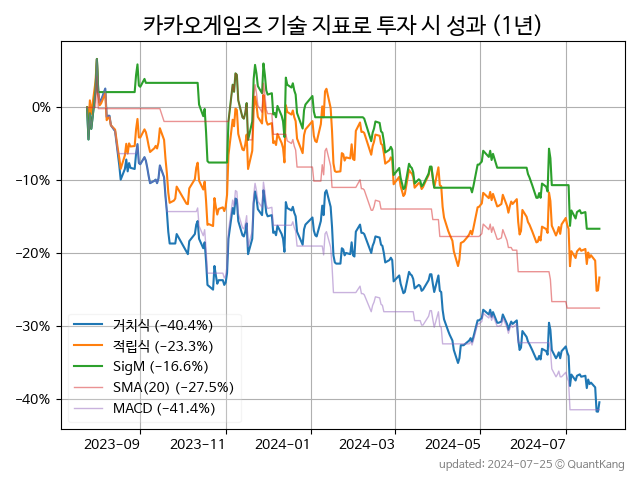 카카오게임즈 기술 지표로 투자 시 성과 (1년)
0%
−10%
−20%
−30%
−40%
거치식 (−40.4%)
적립식 (−23.3%)
SigM (−16.6%)
SMA(20) (−27.5%)
MACD (−41.4%)
2023-09
2023-11
2024-01
2024-03
2024-05
2024-07
updated: 2024-07-25 © QuantKang